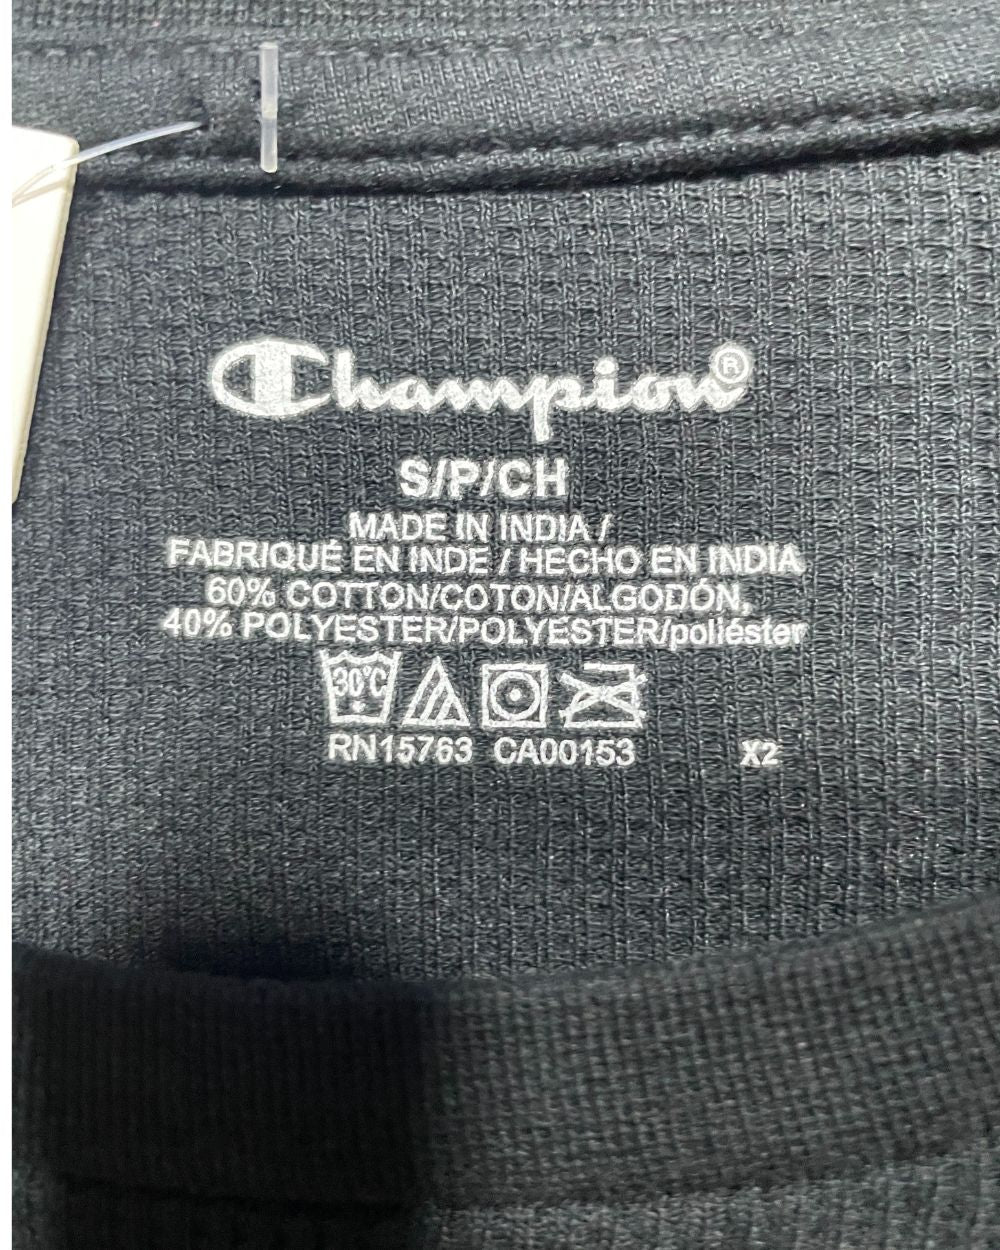 Champion®
S/P/CH
MADE IN INDIA /
FABRIQUÉ EN INDE / HECHO EN INDIA
60% COTTON/COTON/ALGODÓN,
40% POLYESTER/POLYESTER/poliéster
30°C
RN15763 CA00153 X2